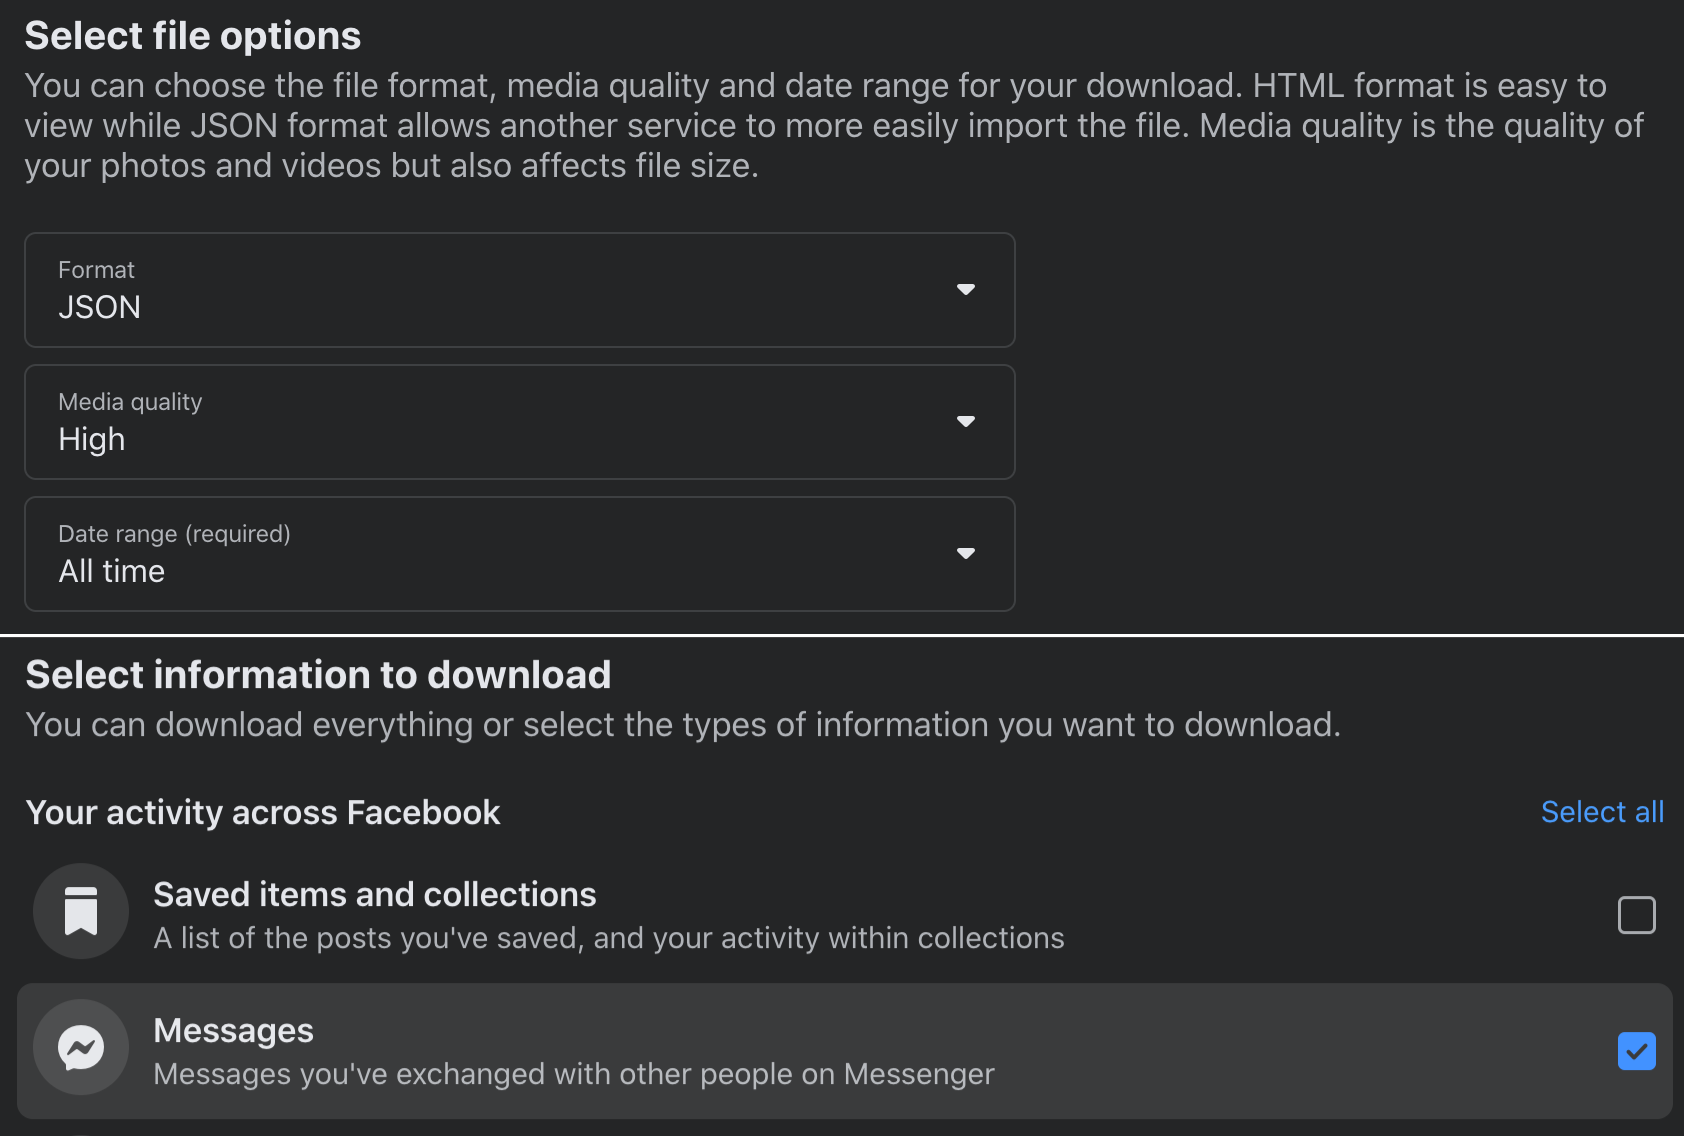 Select file options
You can choose the file format, media quality and date range for your download. HTML format is easy to
view while JSON format allows another service to more easily import the file. Media quality is the quality of
your photos and videos but also affects file size.
Format
JSON
Media quality
High
Date range (required)
All time
Select information to download
You can download everything or select the types of information you want to download.
Your activity across Facebook
Select all
Saved items and collections
A list of the posts you've saved, and your activity within collections
Messages
Messages you've exchanged with other people on Messenger